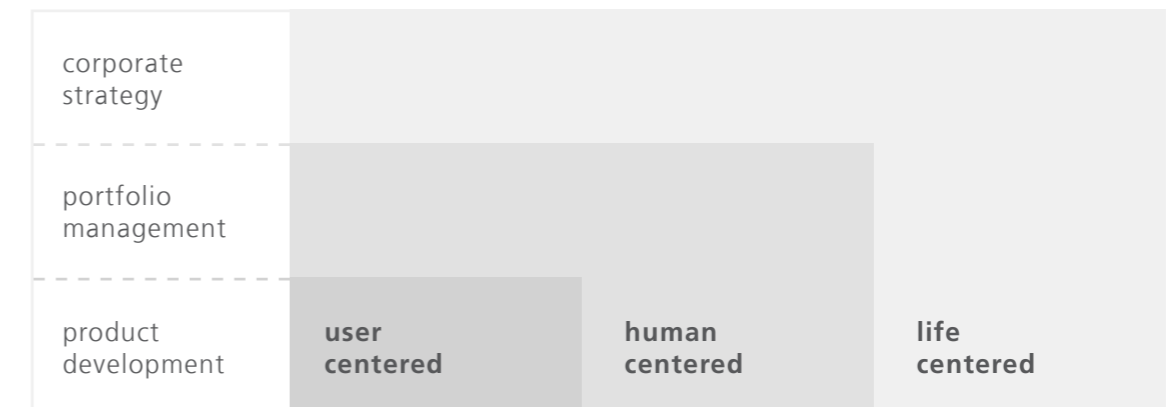 corporate
strategy
portfolio
management
product
development
user
centered
human
centered
life
centered